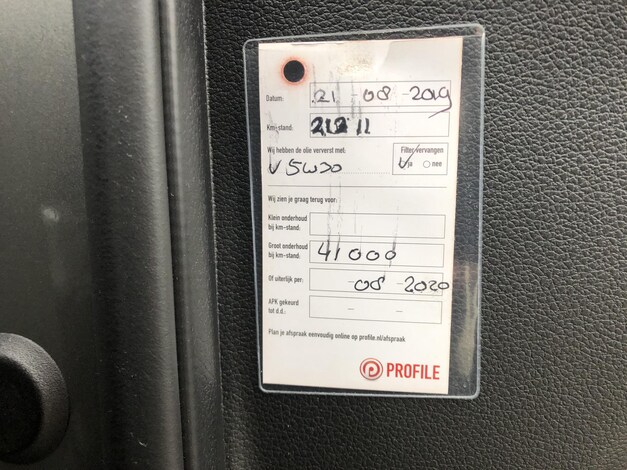 Datum: 21 - 08 - 2019
Km-stand:
Wij hebben de olie ververst met: Filter vervangen
V 5W30 ja nee
Wij zien je graag terug voor:
Klein onderhoud
bij km-stand:
Groot onderhoud
bij km-stand: 41000
Of uiterlijk per: - 08 - 2020
APK gekeurd
tot d.d.: - -
Plan je afspraak eenvoudig online op profile.nl/afspraak
PROFILE